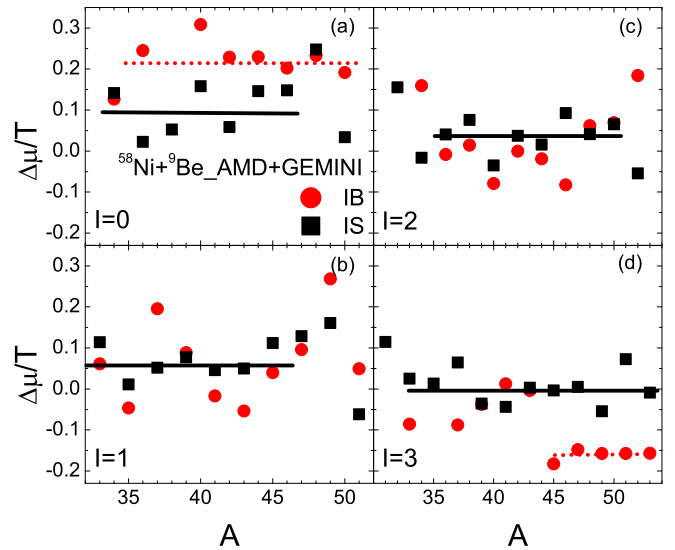 (a)
0.3
0.2
0.1
0.0
-0.1
-0.2
Δμ/T
⁵⁸Ni+⁹Be_AMD+GEMINI
IB
IS
I=0
(c)
I=2
(b)
0.3
0.2
0.1
0.0
-0.1
-0.2
Δμ/T
I=1
35 40 45 50
A
(d)
I=3
35 40 45 50
A